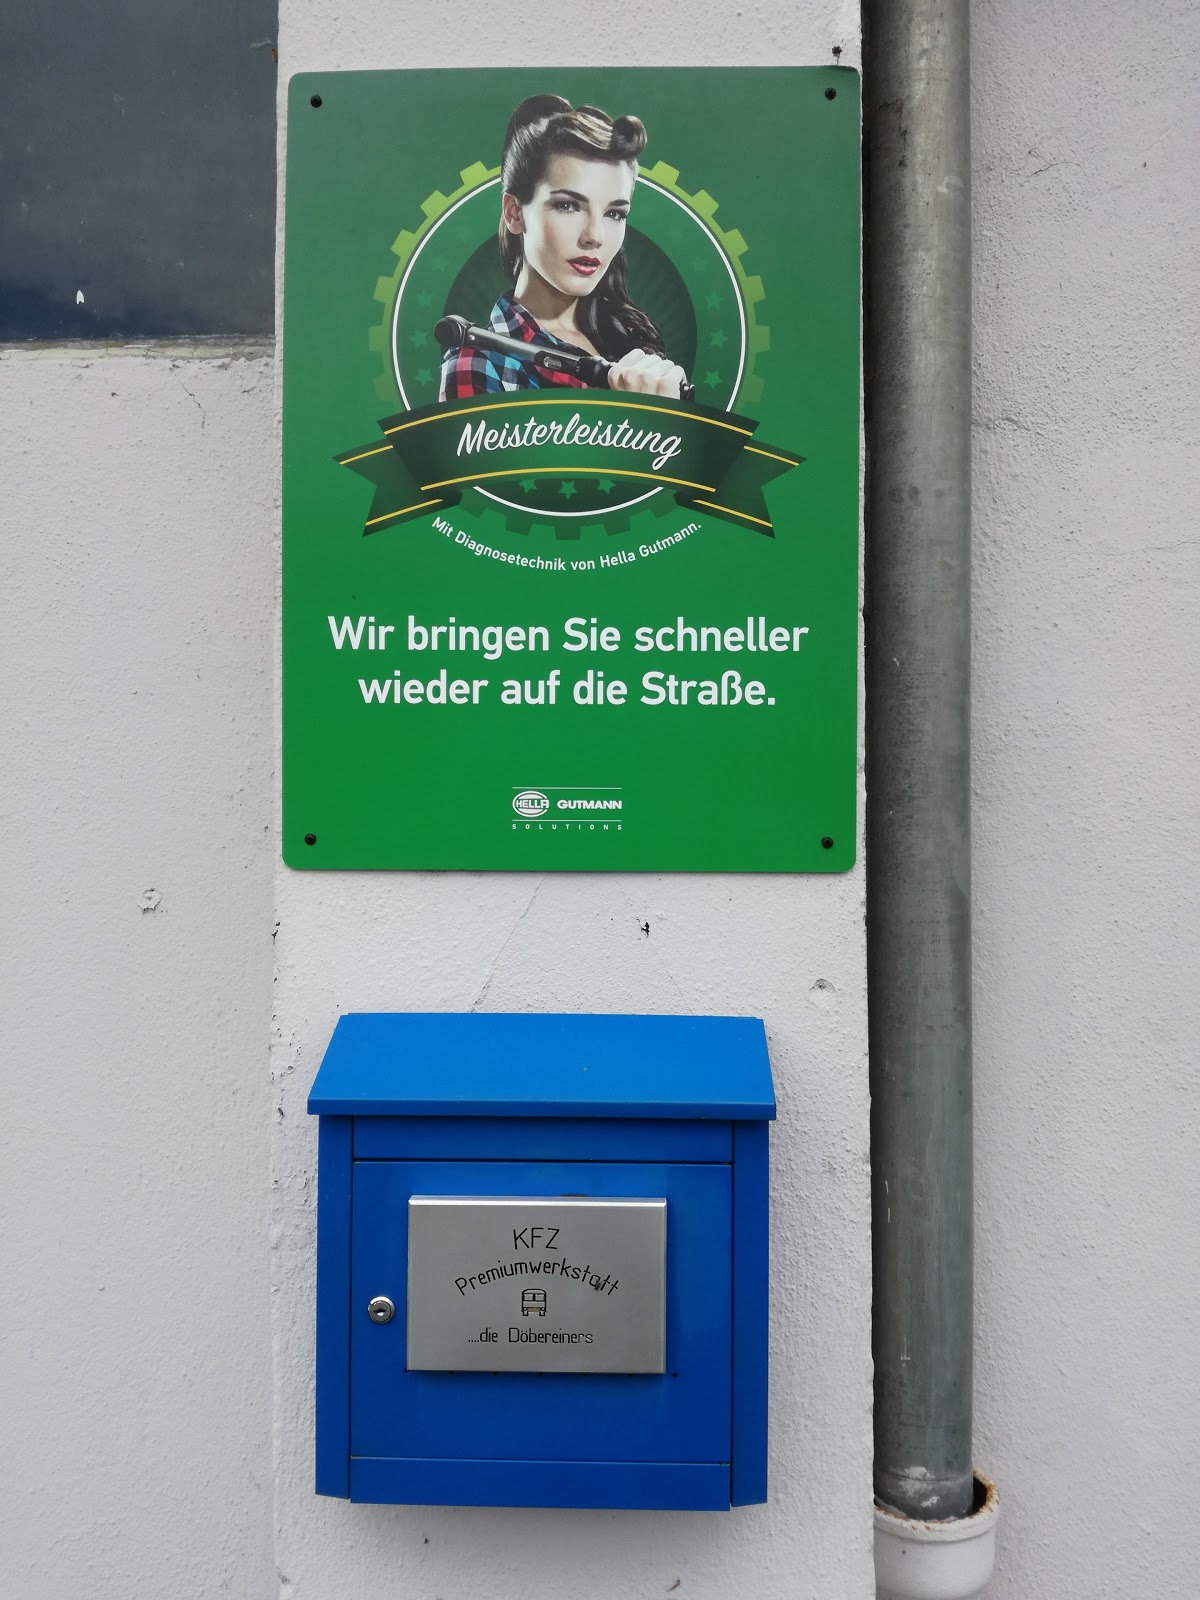 Meisterleistung
Mit Diagnosetechnik von Hella Gutmann.
Wir bringen Sie schneller
wieder auf die Straße.
HELLA GUTMANN
SOLUTIONS
KFZ
Premiumwerkstatt
....die Döbereiners